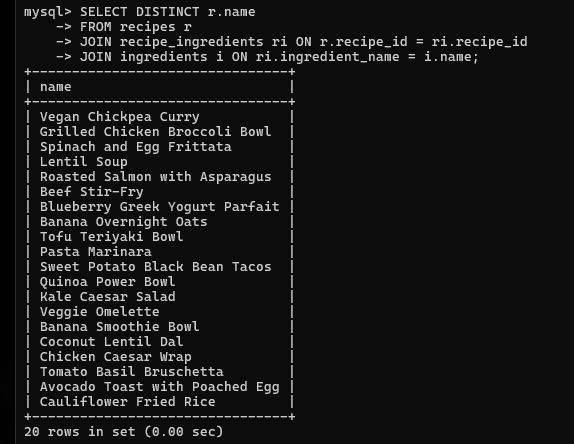 mysql> SELECT DISTINCT r.name
    -> FROM recipes r
    -> JOIN recipe_ingredients ri ON r.recipe_id = ri.recipe_id
    -> JOIN ingredients i ON ri.ingredient_name = i.name;
+--------------------------------+
| name                           |
+--------------------------------+
| Vegan Chickpea Curry           |
| Grilled Chicken Broccoli Bowl  |
| Spinach and Egg Frittata       |
| Lentil Soup                    |
| Roasted Salmon with Asparagus  |
| Beef Stir-Fry                  |
| Blueberry Greek Yogurt Parfait |
| Banana Overnight Oats          |
| Tofu Teriyaki Bowl             |
| Pasta Marinara                 |
| Sweet Potato Black Bean Tacos  |
| Quinoa Power Bowl              |
| Kale Caesar Salad              |
| Veggie Omelette                |
| Banana Smoothie Bowl           |
| Coconut Lentil Dal             |
| Chicken Caesar Wrap            |
| Tomato Basil Bruschetta        |
| Avocado Toast with Poached Egg |
| Cauliflower Fried Rice         |
+--------------------------------+
20 rows in set (0.00 sec)